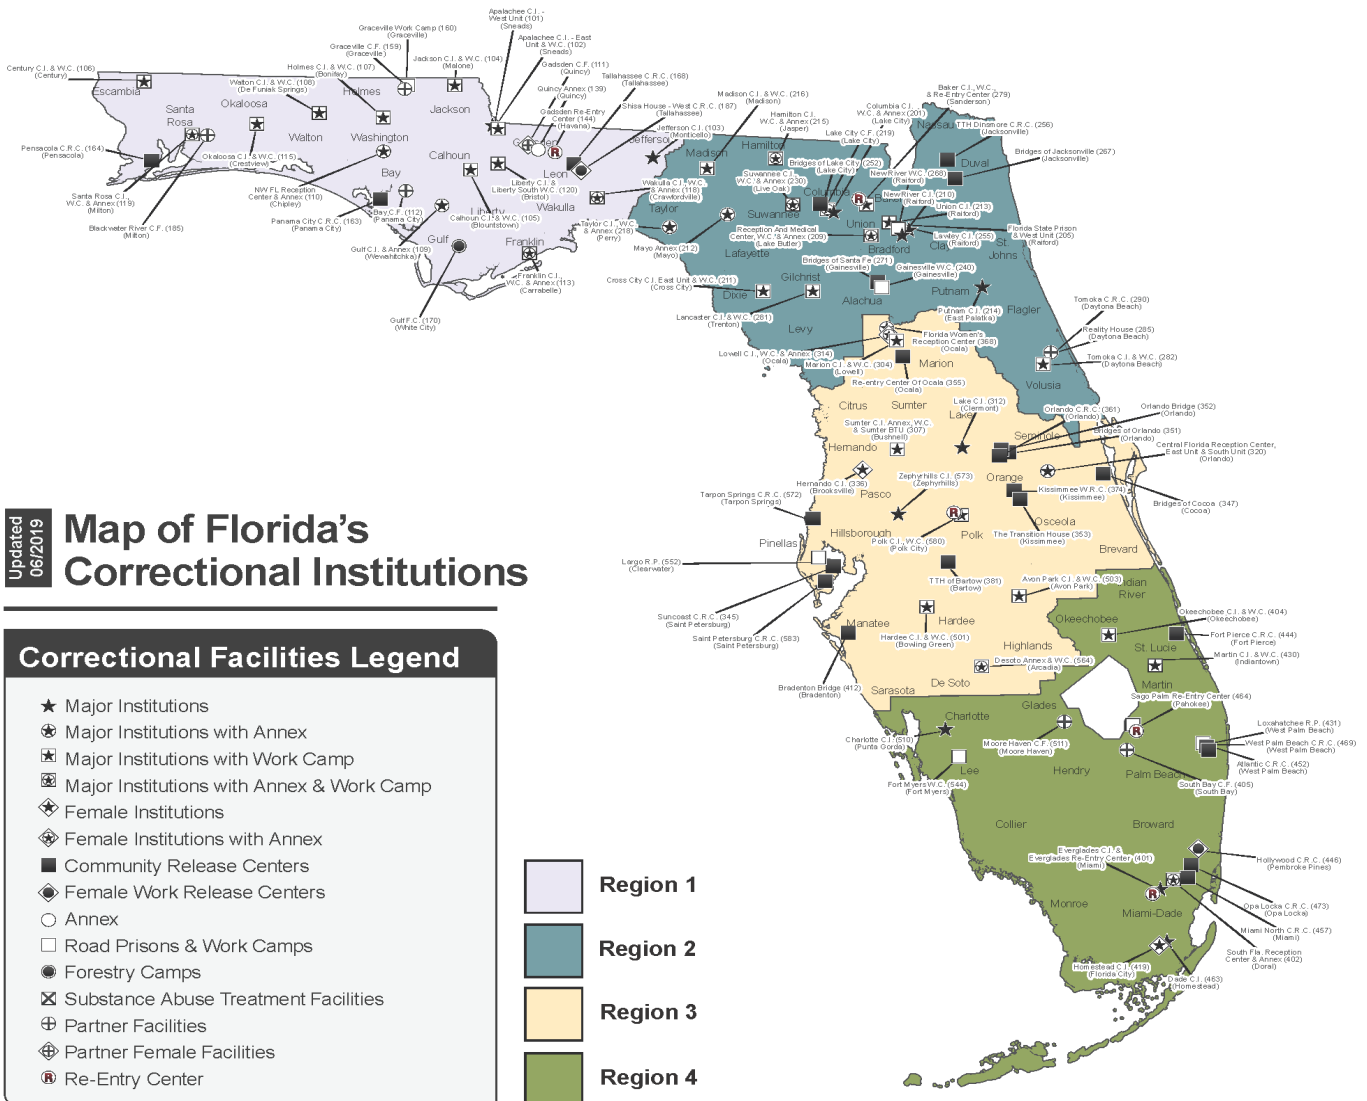 Apalachee C.I. -
West Unit (101)
(Sneads)
Graceville Work Camp (160)
(Graceville)
Apalachee C.I. - East
Unit & W.C. (102)
(Sneads)
Graceville C.F. (159)
(Graceville)
Jackson C.I. & W.C. (104)
(Malone)
Gadsden C.F. (111)
(Quincy)
Century C.I. & W.C. (106)
(Century)
Holmes C.I. & W.C. (107)
(Bonifay)
Tallahassee C.R.C. (168)
(Tallahassee)
Walton C.I. & W.C. (108)
(De Funiak Springs)
Quincy Annex (139)
(Quincy)
Gadsden Re-Entry
Center (144)
(Havana)
Shisa House - West C.R.C. (187)
(Tallahassee)
Madison C.I. & W.C. (216)
(Madison)
Baker C.I., W.C.,
& Re-Entry Center (279)
(Sanderson)
Columbia C.I.,
W.C. & Annex (201)
(Lake City)
Hamilton C.I.,
W.C. & Annex (215)
(Jasper)
TTH Dinsmore C.R.C. (256)
(Jacksonville)
Jefferson C.I. (103)
(Monticello)
Lake City C.F. (219)
(Lake City)
Bridges of Jacksonville (267)
(Jacksonville)
Escambia
Santa
Rosa
Okaloosa
Holmes
Walton
Washington
Jackson
Calhoun
Bay
Liberty
Gulf
Franklin
Leon
Wakulla
Jefferson
Madison
Hamilton
Taylor
Lafayette
Suwannee
Columbia
Nassau
Duval
Union
Bradford
St.
Johns
Dixie
Gilchrist
Alachua
Putnam
Flagler
Levy
Volusia
Pensacola C.R.C. (164)
(Pensacola)
Okaloosa C.I. & W.C. (115)
(Crestview)
Santa Rosa C.I.,
W.C. & Annex (119)
(Milton)
Blackwater River C.F. (185)
(Milton)
NW FL Reception
Center & Annex (110)
(Chipley)
Panama City C.R.C. (163)
(Panama City)
Bay C.F. (112)
(Panama City)
Gulf C.I. & Annex (109)
(Wewahitchka)
Gulf F.C. (170)
(White City)
Calhoun C.I. & W.C. (105)
(Blountstown)
Liberty C.I. &
Liberty South W.C. (120)
(Bristol)
Franklin C.I.,
W.C. & Annex (113)
(Carrabelle)
Wakulla C.I., W.C.
& Annex (118)
(Crawfordville)
Taylor C.I., W.C.
& Annex (218)
(Perry)
Mayo Annex (212)
(Mayo)
Bridges of Lake City (252)
(Lake City)
Suwannee C.I.,
W.C. & Annex (230)
(Live Oak)
New River W.C. (268)
(Raiford)
New River C.I. (210)
(Raiford)
Union C.I. (213)
(Raiford)
Florida State Prison
& West Unit (205)
(Raiford)
Lawtey C.I. (255)
(Raiford)
Reception And Medical
Center, W.C. & Annex (209)
(Lake Butler)
Bridges of Santa Fe (271)
(Gainesville)
Gainesville W.C. (240)
(Gainesville)
Cross City C.I. East Unit & W.C. (211)
(Cross City)
Lancaster C.I. & W.C. (281)
(Trenton)
Putnam C.I. (214)
(East Palatka)
Tomoka C.R.C. (290)
(Daytona Beach)
Reality House (285)
(Daytona Beach)
Tomoka C.I. & W.C. (282)
(Daytona Beach)
Florida Women's
Reception Center (368)
(Ocala)
Lowell C.I., W.C. & Annex (314)
(Ocala)
Marion C.I. & W.C. (304)
(Lowell)
Re-entry Center Of Ocala (355)
(Ocala)
Marion
Citrus
Sumter
Lake
Hernando
Seminole
Orange
Pasco
Hillsborough
Pinellas
Polk
Osceola
Brevard
Manatee
Hardee
Highlands
Sarasota
De Soto
Lake C.I. (312)
(Clermont)
Orlando C.R.C. (361)
(Orlando)
Orlando Bridge (352)
(Orlando)
Sumter C.I. Annex, W.C.
& Sumter BTU (307)
(Bushnell)
Bridges of Orlando (351)
(Orlando)
Central Florida Reception Center,
East Unit and South Unit (320)
(Orlando)
Hernando C.I. (336)
(Brooksville)
Zephyrhills C.I. (573)
(Zephyrhills)
Kissimmee W.R.C. (374)
(Kissimmee)
Bridges of Cocoa (347)
(Cocoa)
Tarpon Springs C.R.C. (572)
(Tarpon Springs)
Polk C.I., W.C. (580)
(Polk City)
The Transition House (353)
(Kissimmee)
Largo R.P. (552)
(Clearwater)
TTH of Bartow (381)
(Bartow)
Avon Park C.I. & W.C. (503)
(Avon Park)
Suncoast C.R.C. (345)
(Saint Petersburg)
Saint Petersburg C.R.C. (583)
(Saint Petersburg)
Hardee C.I. & W.C. (501)
(Bowling Green)
Desoto Annex & W.C. (564)
(Arcadia)
Bradenton Bridge (412)
(Bradenton)
Indian
River
Okeechobee
St. Lucie
Martin
Glades
Charlotte
Lee
Hendry
Palm Beach
Collier
Broward
Monroe
Miami-Dade
Okeechobee C.I. & W.C. (404)
(Okeechobee)
Fort Pierce C.R.C. (444)
(Fort Pierce)
Martin C.I. & W.C. (430)
(Indiantown)
Sago Palm Re-Entry Center (464)
(Pahokee)
Loxahatchee R.P. (431)
(West Palm Beach)
West Palm Beach C.R.C. (469)
(West Palm Beach)
Atlantic C.R.C. (452)
(West Palm Beach)
Charlotte C.I. (510)
(Punta Gorda)
Moore Haven C.F. (511)
(Moore Haven)
South Bay C.F. (405)
(South Bay)
Fort Myers W.C. (544)
(Fort Myers)
Everglades C.I. &
Everglades Re-Entry Center (401)
(Miami)
Hollywood C.R.C. (446)
(Pembroke Pines)
Opa Locka C.R.C. (473)
(Opa Locka)
Miami North C.R.C. (457)
(Miami)
South Fla. Reception
Center & Annex (402)
(Doral)
Homestead C.I. (419)
(Florida City)
Dade C.I. (463)
(Homestead)
Updated
06/2019
Map of Florida's
Correctional Institutions
Correctional Facilities Legend
Major Institutions
Major Institutions with Annex
Major Institutions with Work Camp
Major Institutions with Annex & Work Camp
Female Institutions
Female Institutions with Annex
Community Release Centers
Female Work Release Centers
Annex
Road Prisons & Work Camps
Forestry Camps
Substance Abuse Treatment Facilities
Partner Facilities
Partner Female Facilities
R Re-Entry Center
Region 1
Region 2
Region 3
Region 4